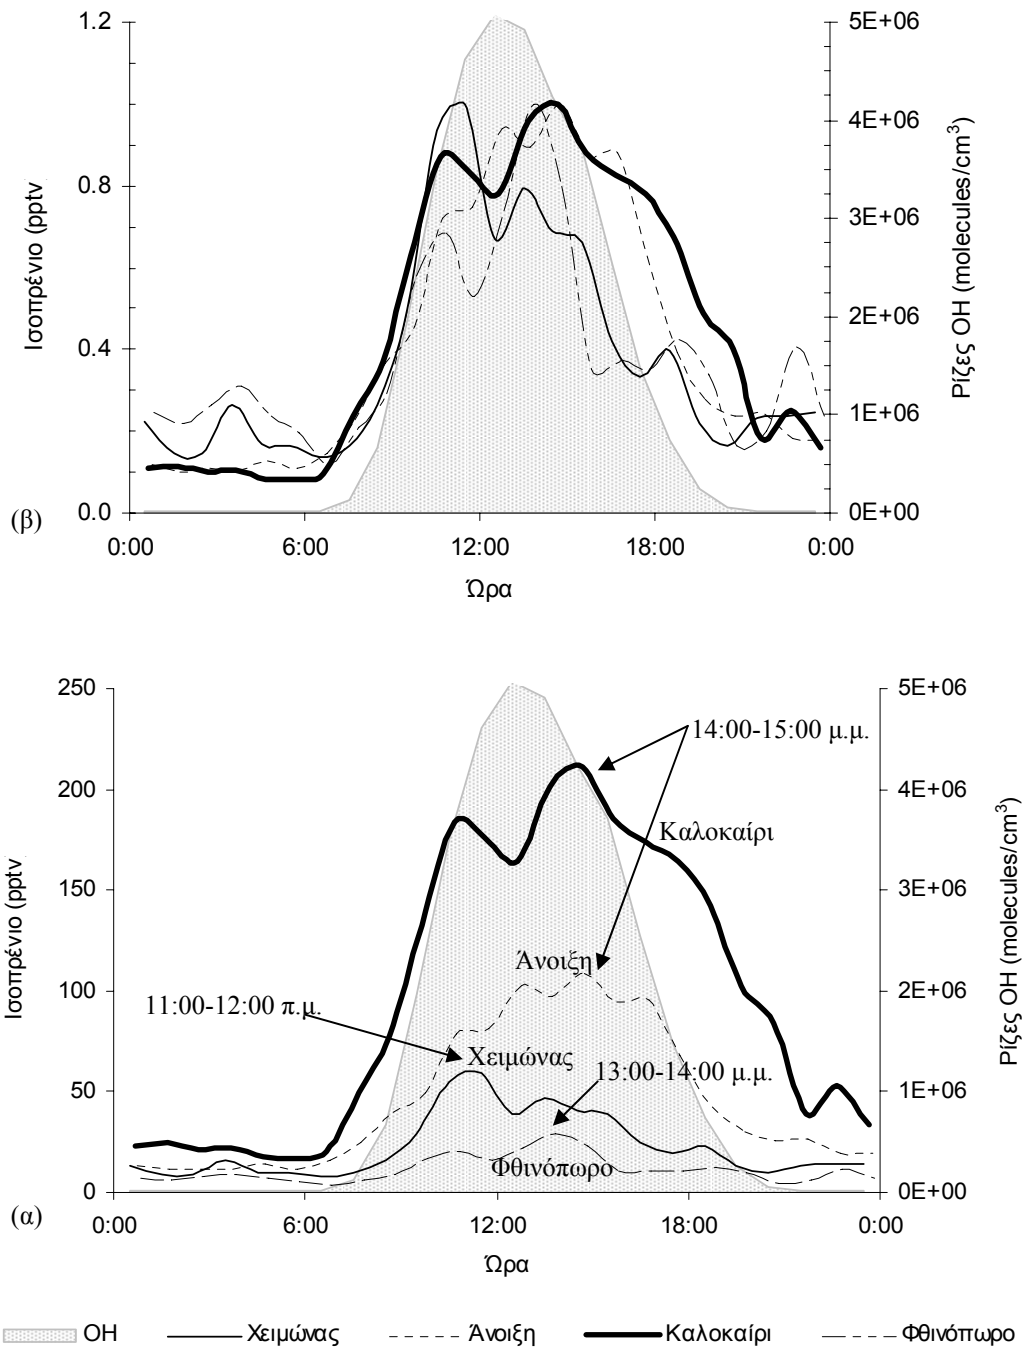 1.2
0.8
0.4
0.0
Ισοπρένιο (pptv
5E+06
4E+06
3E+06
2E+06
1E+06
0E+00
Ρίζες OH (molecules/cm³)
(β)
0:00 6:00 12:00 18:00 0:00
Ώρα
250
200
150
100
50
0
Ισοπρένιο (pptv
5E+06
4E+06
3E+06
2E+06
1E+06
0E+00
Ρίζες OH (molecules/cm³)
14:00-15:00 μ.μ.
Καλοκαίρι
Άνοιξη
11:00-12:00 π.μ.
Χειμώνας
13:00-14:00 μ.μ.
Φθινόπωρο
(α)
0:00 6:00 12:00 18:00 0:00
Ώρα
OH Χειμώνας Άνοιξη Καλοκαίρι Φθινόπωρο